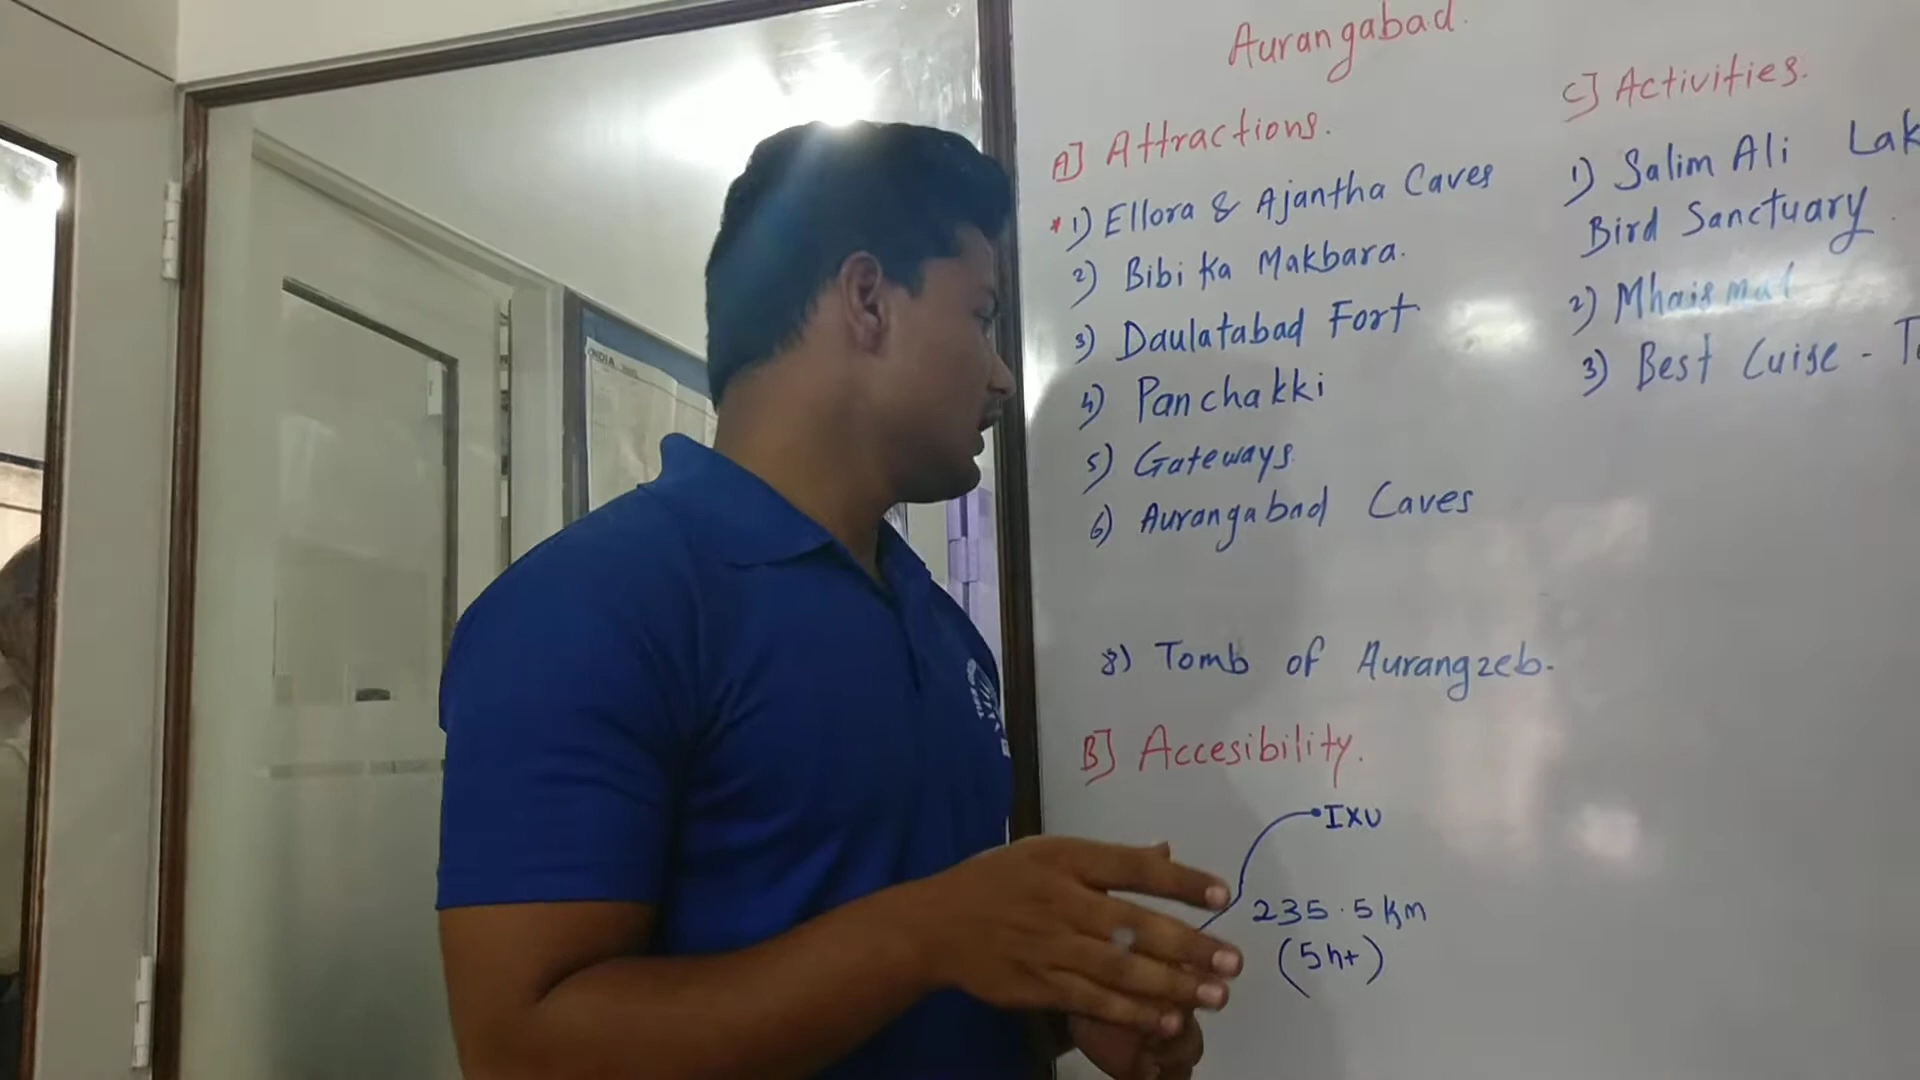 Aurangabad.
A] Attractions.
*1) Ellora & Ajantha Caves
2) Bibi Ka Makbara.
3) Daulatabad Fort
4) Panchakki
5) Gateways
6) Aurangabad Caves
8) Tomb of Aurangzeb.
B] Accesibility.
IXU
235.5 km
(5h+)
C] Activities.
1) Salim Ali Lak
Bird Sanctuary.
2) Mhaismal
3) Best Cuise -
INDIA